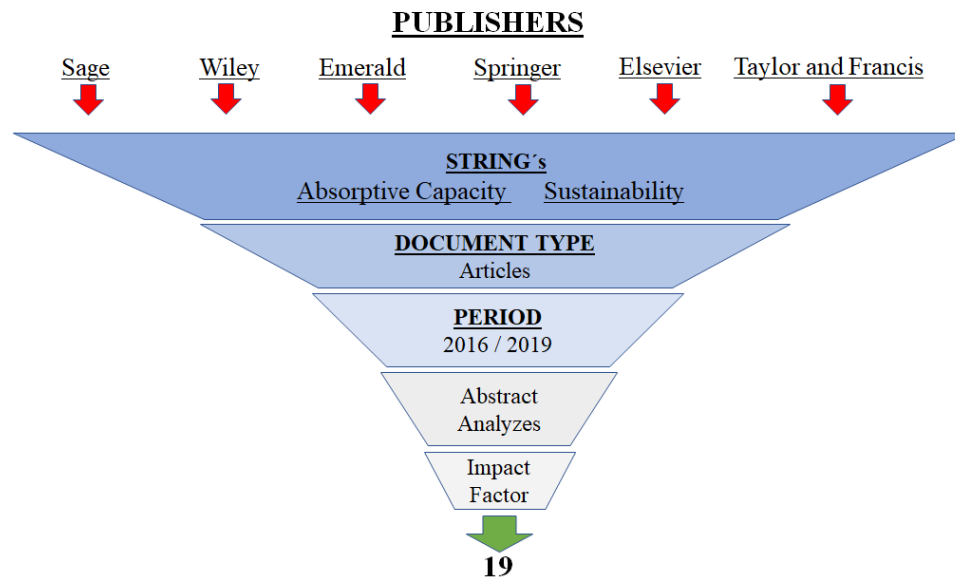 PUBLISHERS
Sage Wiley Emerald Springer Elsevier Taylor and Francis
STRING´s
Absorptive Capacity Sustainability
DOCUMENT TYPE
Articles
PERIOD
2016 / 2019
Abstract
Analyzes
Impact
Factor
19